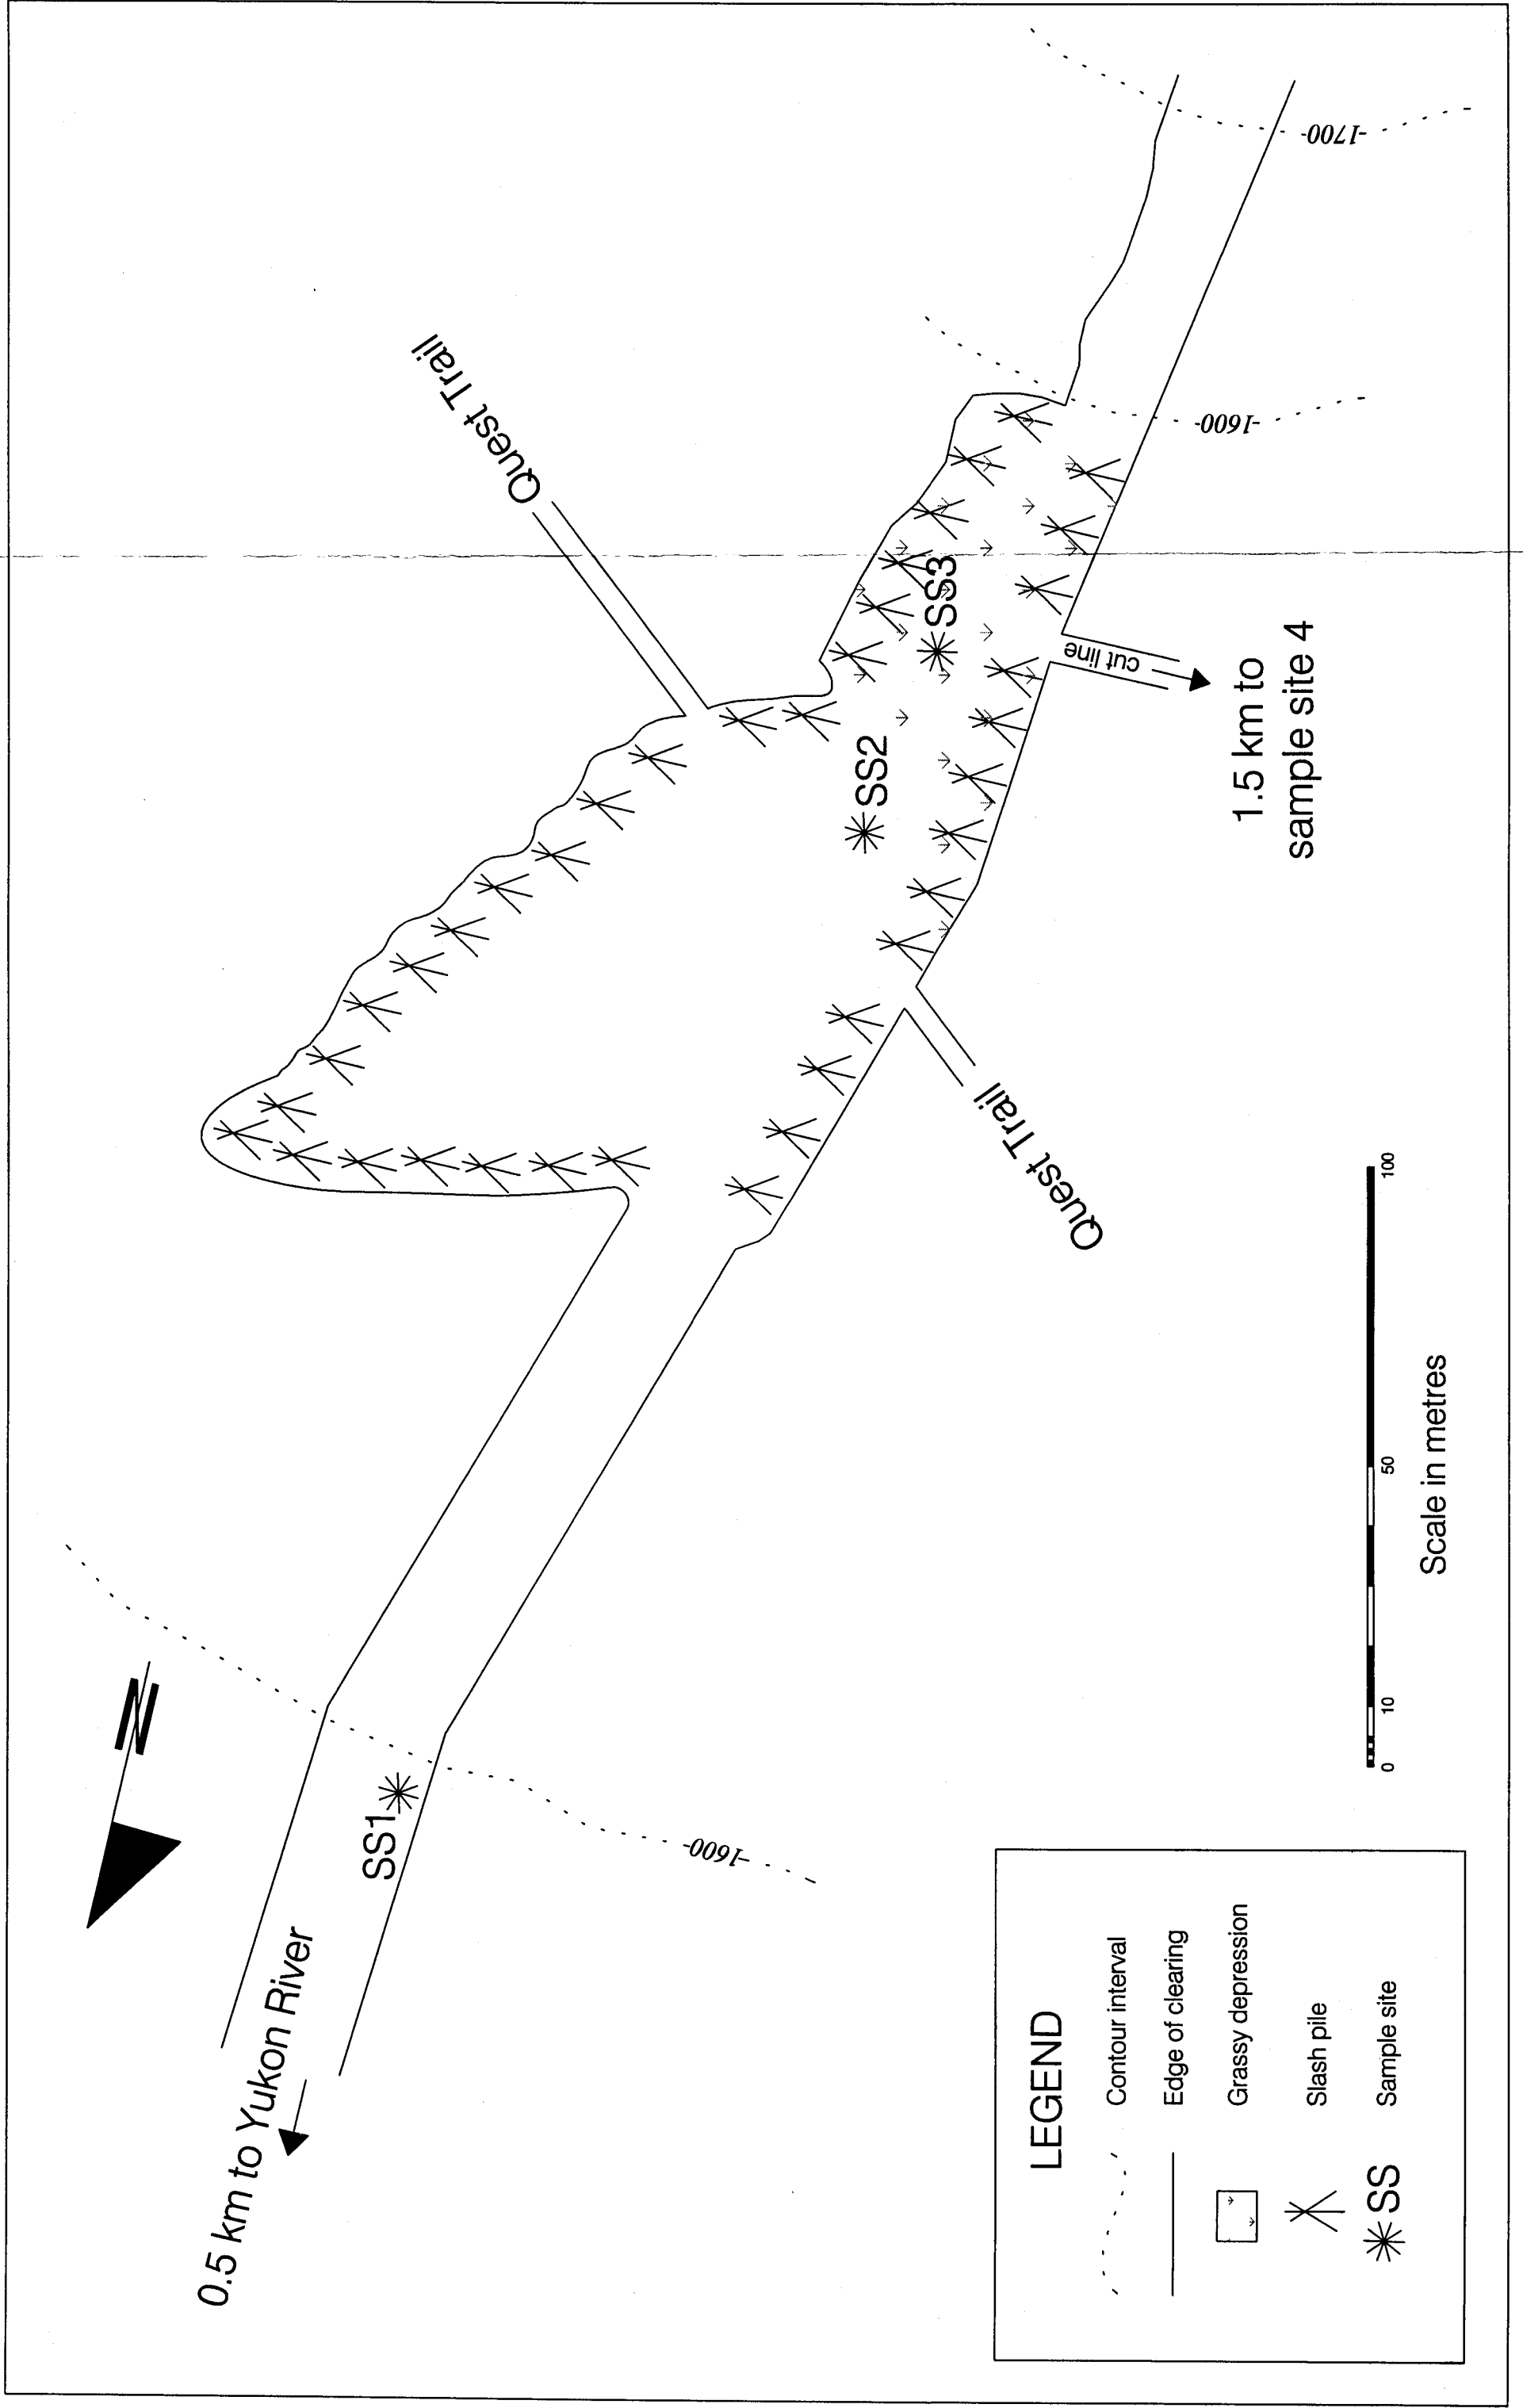 0.5 km to Yukon River
N
SS1
-1600-
Quest Trail
Quest Trail
SS2
SS3
cut line
1.5 km to
sample site 4
-1600-
-1700-
LEGEND
Contour interval
Edge of clearing
Grassy depression
Slash pile
SS Sample site
0 10 50 100
Scale in metres